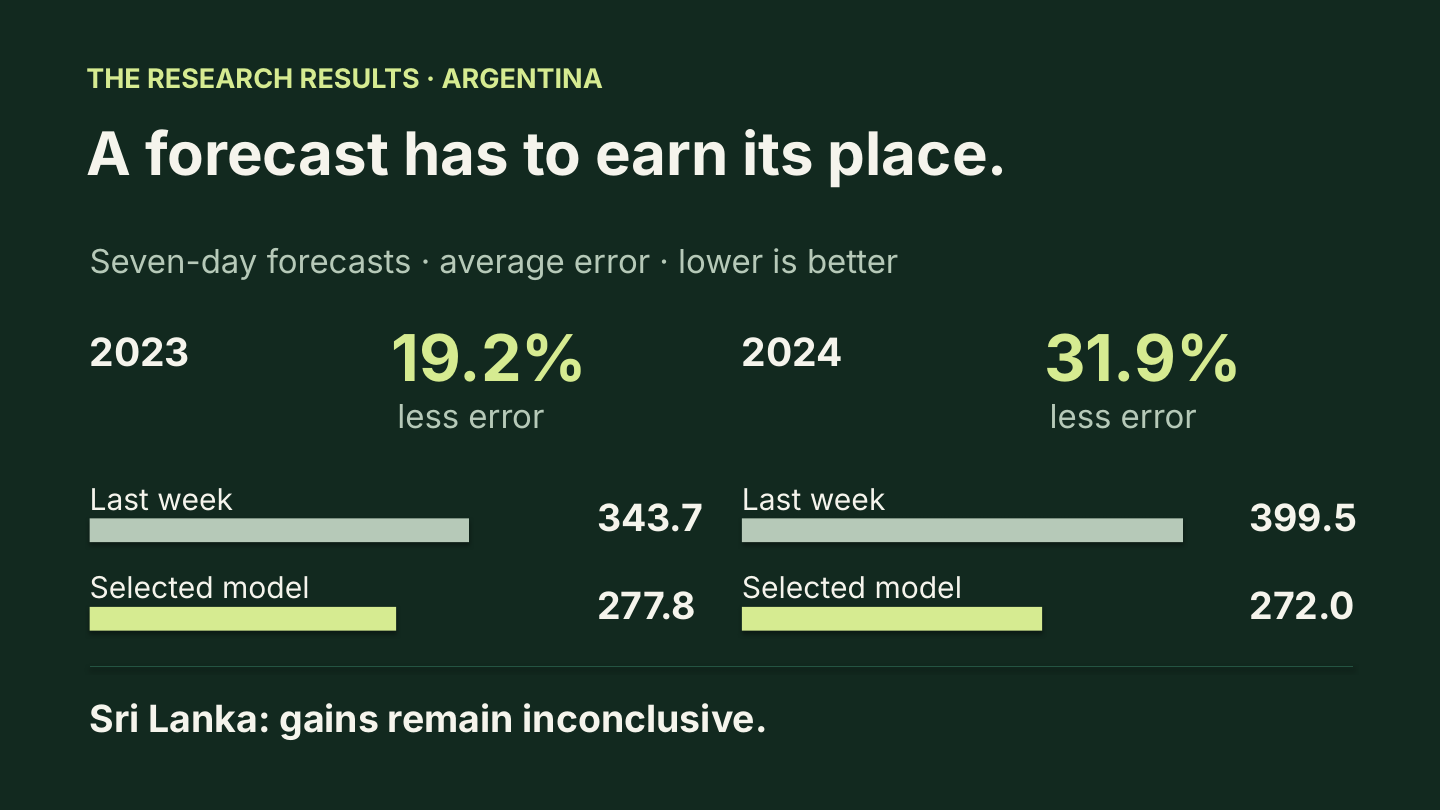 THE RESEARCH RESULTS · ARGENTINA
A forecast has to earn its place.
Seven-day forecasts · average error · lower is better
2023
19.2%
less error
Last week
343.7
Selected model
277.8
2024
31.9%
less error
Last week
399.5
Selected model
272.0
Sri Lanka: gains remain inconclusive.